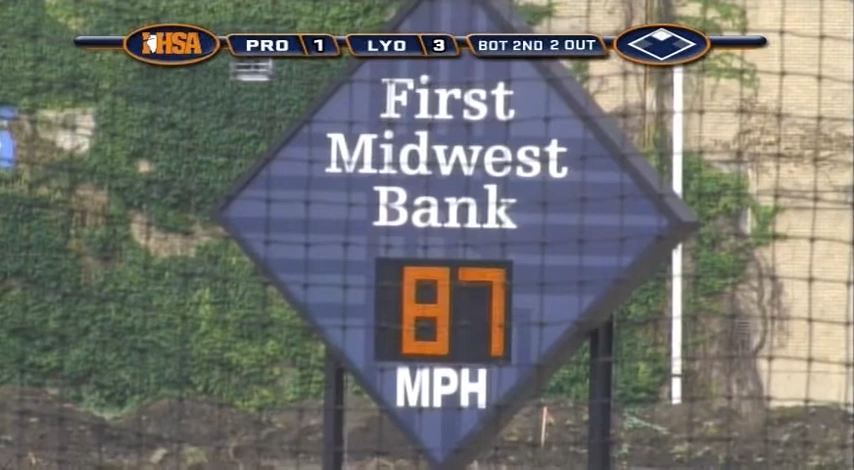 IHSA PRO 1 LYO 3 BOT 2ND 2 OUT
First
Midwest
Bank
87
MPH